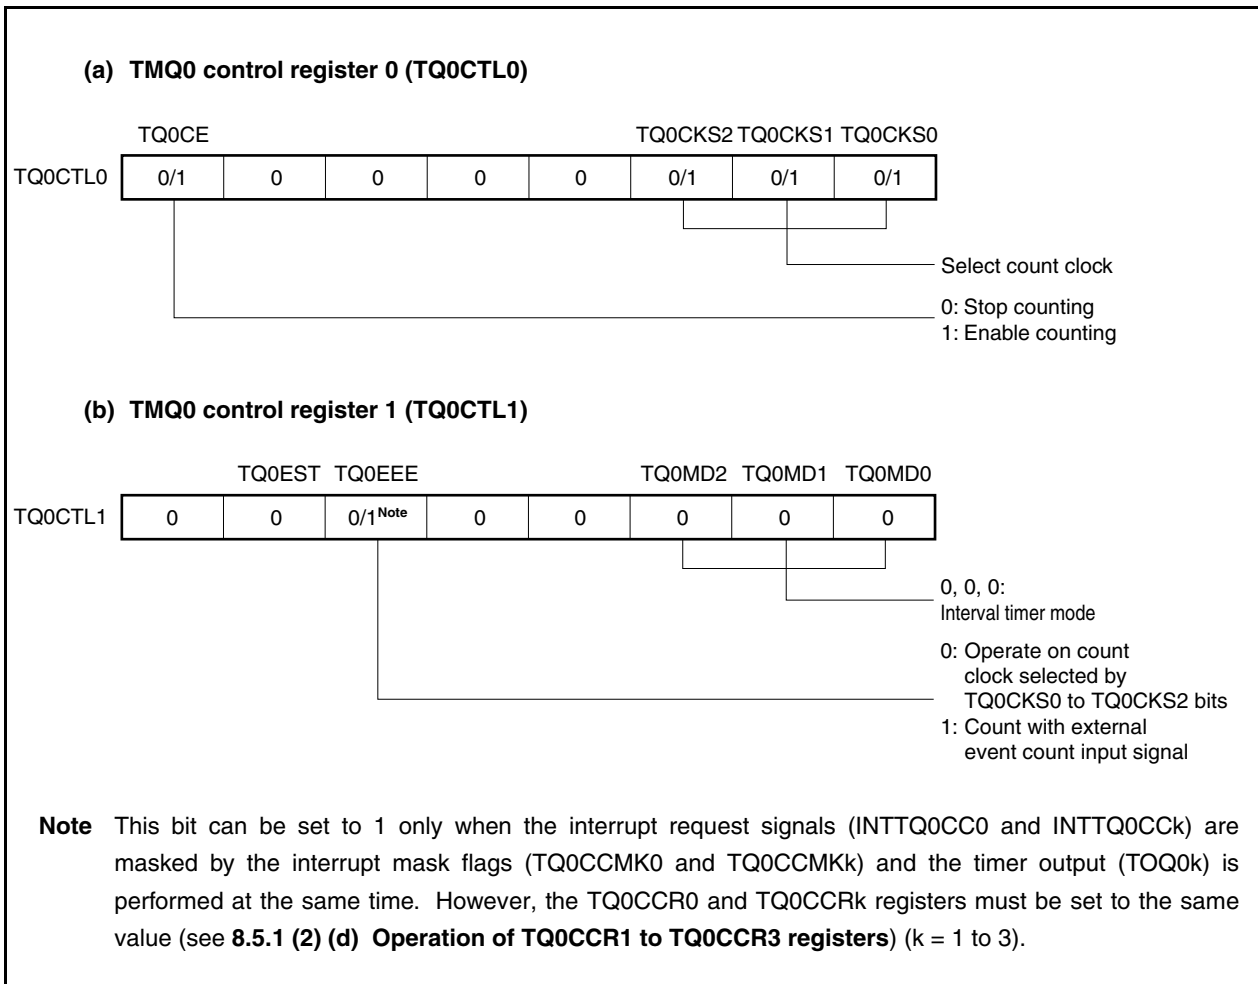 (a) TMQ0 control register 0 (TQ0CTL0)
TQ0CE TQ0CKS2 TQ0CKS1 TQ0CKS0
TQ0CTL0 0/1 0 0 0 0 0/1 0/1 0/1
Select count clock
0: Stop counting
1: Enable counting
(b) TMQ0 control register 1 (TQ0CTL1)
TQ0EST TQ0EEE TQ0MD2 TQ0MD1 TQ0MD0
TQ0CTL1 0 0 0/1Note 0 0 0 0 0
0, 0, 0:
Interval timer mode
0: Operate on count
clock selected by
TQ0CKS0 to TQ0CKS2 bits
1: Count with external
event count input signal
Note This bit can be set to 1 only when the interrupt request signals (INTTQ0CC0 and INTTQ0CCk) are
masked by the interrupt mask flags (TQ0CCMK0 and TQ0CCMKk) and the timer output (TOQ0k) is
performed at the same time. However, the TQ0CCR0 and TQ0CCRk registers must be set to the same
value (see 8.5.1 (2) (d) Operation of TQ0CCR1 to TQ0CCR3 registers) (k = 1 to 3).